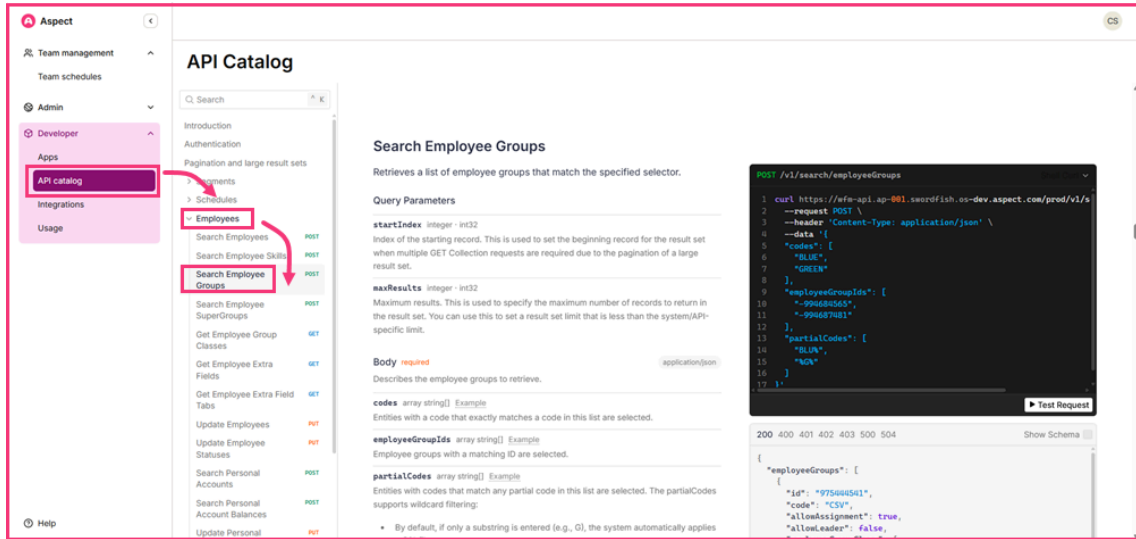 Aspect
CS
Team management
Team schedules
Admin
Developer
Apps
API catalog
Integrations
Usage
Help
API Catalog
Search
^ K
Introduction
Authentication
Pagination and large result sets
Segments
Schedules
Employees
Search Employees POST
Search Employee Skills POST
Search Employee POST
Groups
Search Employee POST
SuperGroups
Get Employee Group GET
Classes
Get Employee Extra GET
Fields
Get Employee Extra Field GET
Tabs
Update Employees PUT
Update Employee PUT
Statuses
Search Personal POST
Accounts
Search Personal POST
Account Balances
Update Personal PUT
Search Employee Groups
Retrieves a list of employee groups that match the specified selector.
Query Parameters
startIndex integer · int32
Index of the starting record. This is used to set the beginning record for the result set
when multiple GET Collection requests are required due to the pagination of a large
result set.
maxResults integer · int32
Maximum results. This is used to specify the maximum number of records to return in
the result set. You can use this to set a result set limit that is less than the system/API-
specific limit.
Body required application/json
Describes the employee groups to retrieve.
codes array string[] Example
Entities with a code that exactly matches a code in this list are selected.
employeeGroupIds array string[] Example
Employee groups with a matching ID are selected.
partialCodes array string[] Example
Entities with codes that match any partial code in this list are selected. The partialCodes
supports wildcard filtering:
• By default, if only a substring is entered (e.g., G), the system automatically applies
POST /v1/search/employeeGroups
1 curl https://wfm-api.ap-001.swordfish.os-dev.aspect.com/prod/v1/s
2 --request POST \
3 --header 'Content-Type: application/json' \
4 --data '{
5 "codes": [
6 "BLUE",
7 "GREEN"
8 ],
9 "employeeGroupIds": [
10 "-994684565",
11 "-994687481"
12 ],
13 "partialCodes": [
14 "BLU%",
15 "%G%"
16 ]
17 }'
Test Request
200 400 401 402 403 500 504 Show Schema
{
"employeeGroups": [
{
"id": "975444541",
"code": "CSV",
"allowAssignment": true,
"allowLeader": false,